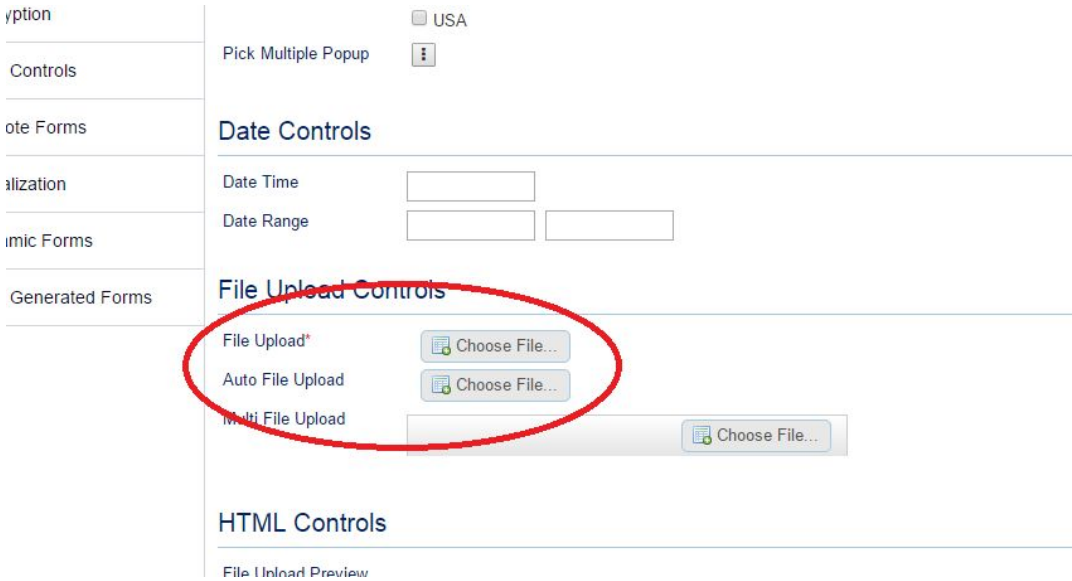 yption
Controls
ote Forms
alization
amic Forms
Generated Forms
USA
Pick Multiple Popup
Date Controls
Date Time
Date Range
File Upload Controls
File Upload*
Choose File...
Auto File Upload
Choose File...
Multi File Upload
Choose File...
HTML Controls
File Upload Preview